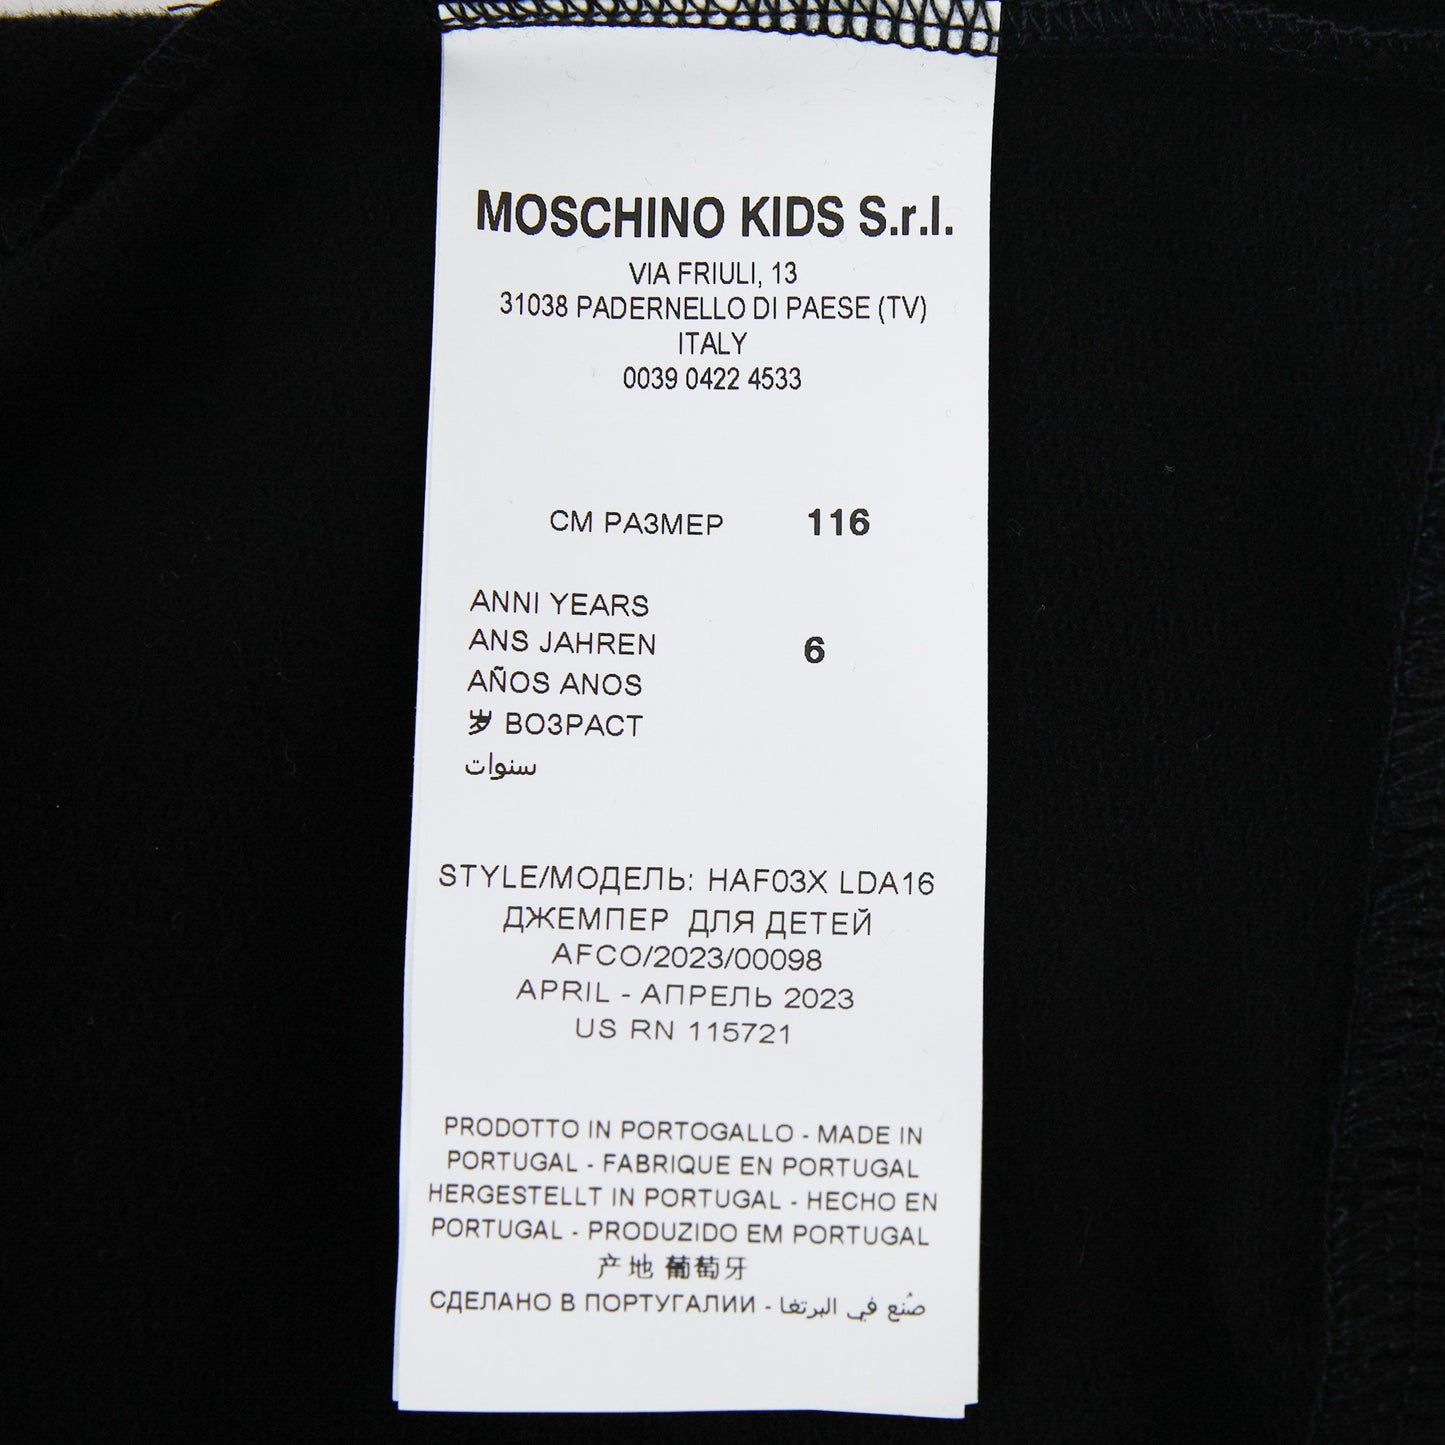 MOSCHINO KIDS S.r.l.
VIA FRIULI, 13
31038 PADERNELLO DI PAESE (TV)
ITALY
0039 0422 4533
СМ РАЗМЕР 116
ANNI YEARS
ANS JAHREN 6
AÑOS ANOS
岁 ВОЗРАСТ
سنوات
STYLE/МОДЕЛЬ: HAF03X LDA16
ДЖЕМПЕР ДЛЯ ДЕТЕЙ
AFCO/2023/00098
APRIL - АПРЕЛЬ 2023
US RN 115721
PRODOTTO IN PORTOGALLO - MADE IN
PORTUGAL - FABRIQUE EN PORTUGAL
HERGESTELLT IN PORTUGAL - HECHO EN
PORTUGAL - PRODUZIDO EM PORTUGAL
产地 葡萄牙
СДЕЛАНО В ПОРТУГАЛИИ - صُنع في البرتغا